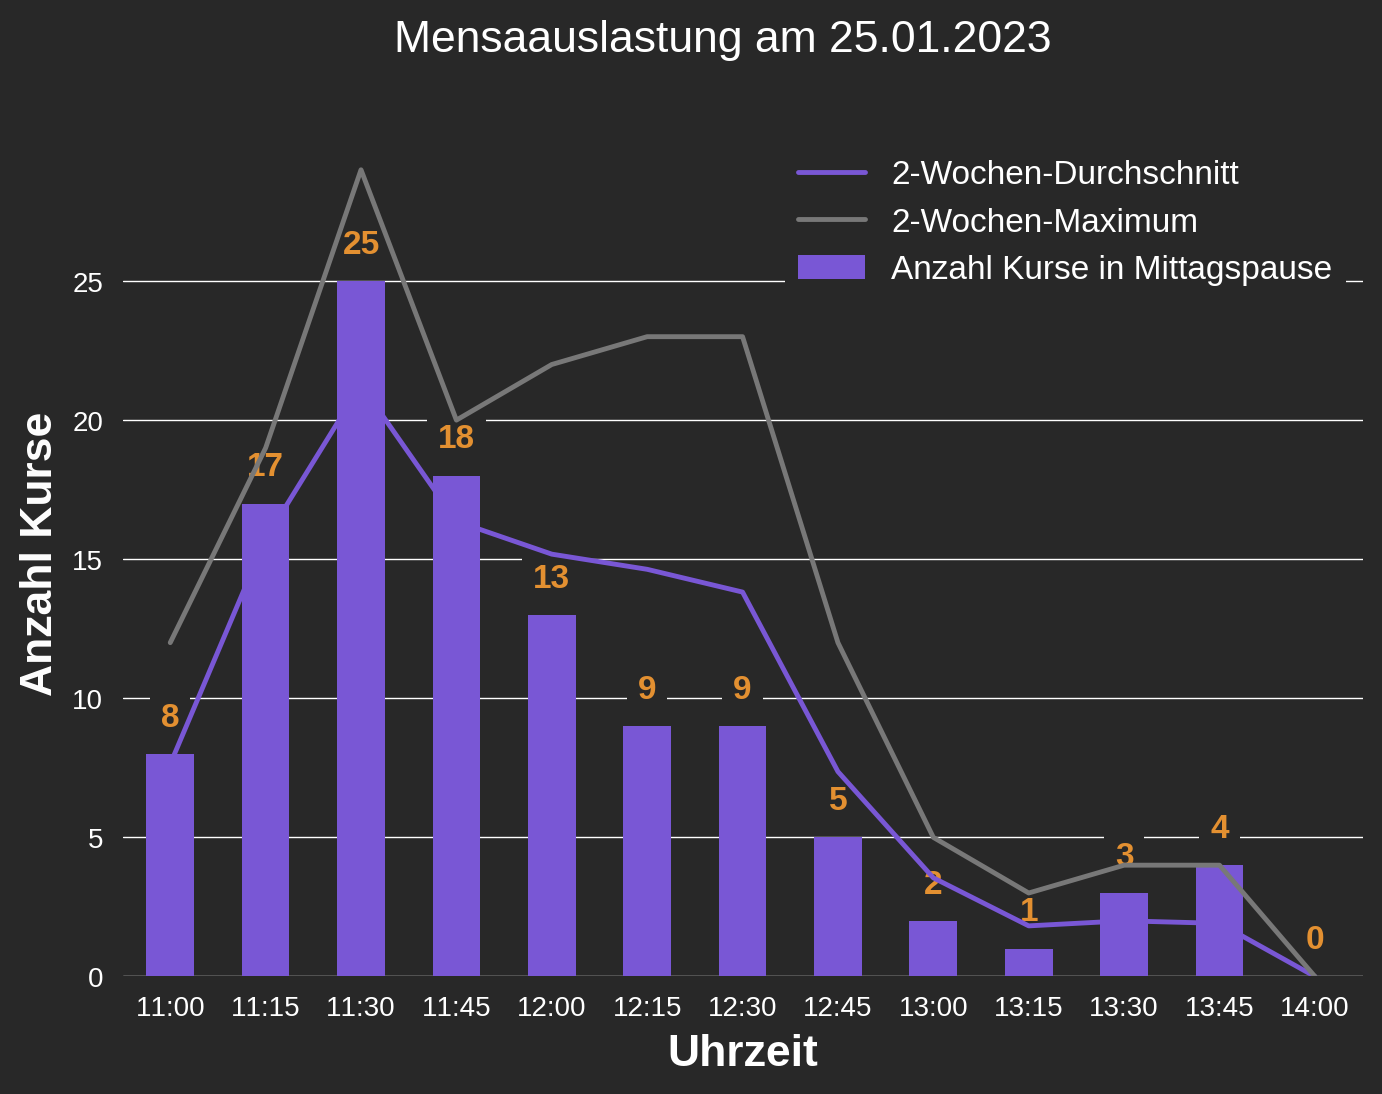 Mensaauslastung am 25.01.2023
2-Wochen-Durchschnitt
2-Wochen-Maximum
Anzahl Kurse in Mittagspause
Anzahl Kurse
25
20
15
10
5
0
8
17
25
18
13
9
9
5
2
1
3
4
0
11:00 11:15 11:30 11:45 12:00 12:15 12:30 12:45 13:00 13:15 13:30 13:45 14:00
Uhrzeit